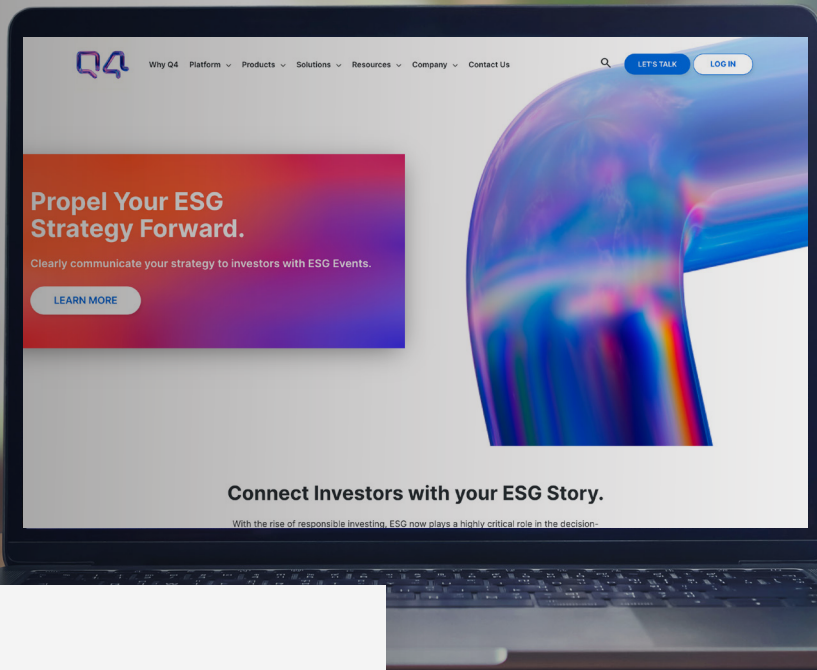 Q4
Why Q4 Platform Products Solutions Resources Company Contact Us
LET'S TALK
LOG IN
Propel Your ESG
Strategy Forward.
Clearly communicate your strategy to investors with ESG Events.
LEARN MORE
Connect Investors with your ESG Story.
With the rise of responsible investing, ESG now plays a highly critical role in the decision-